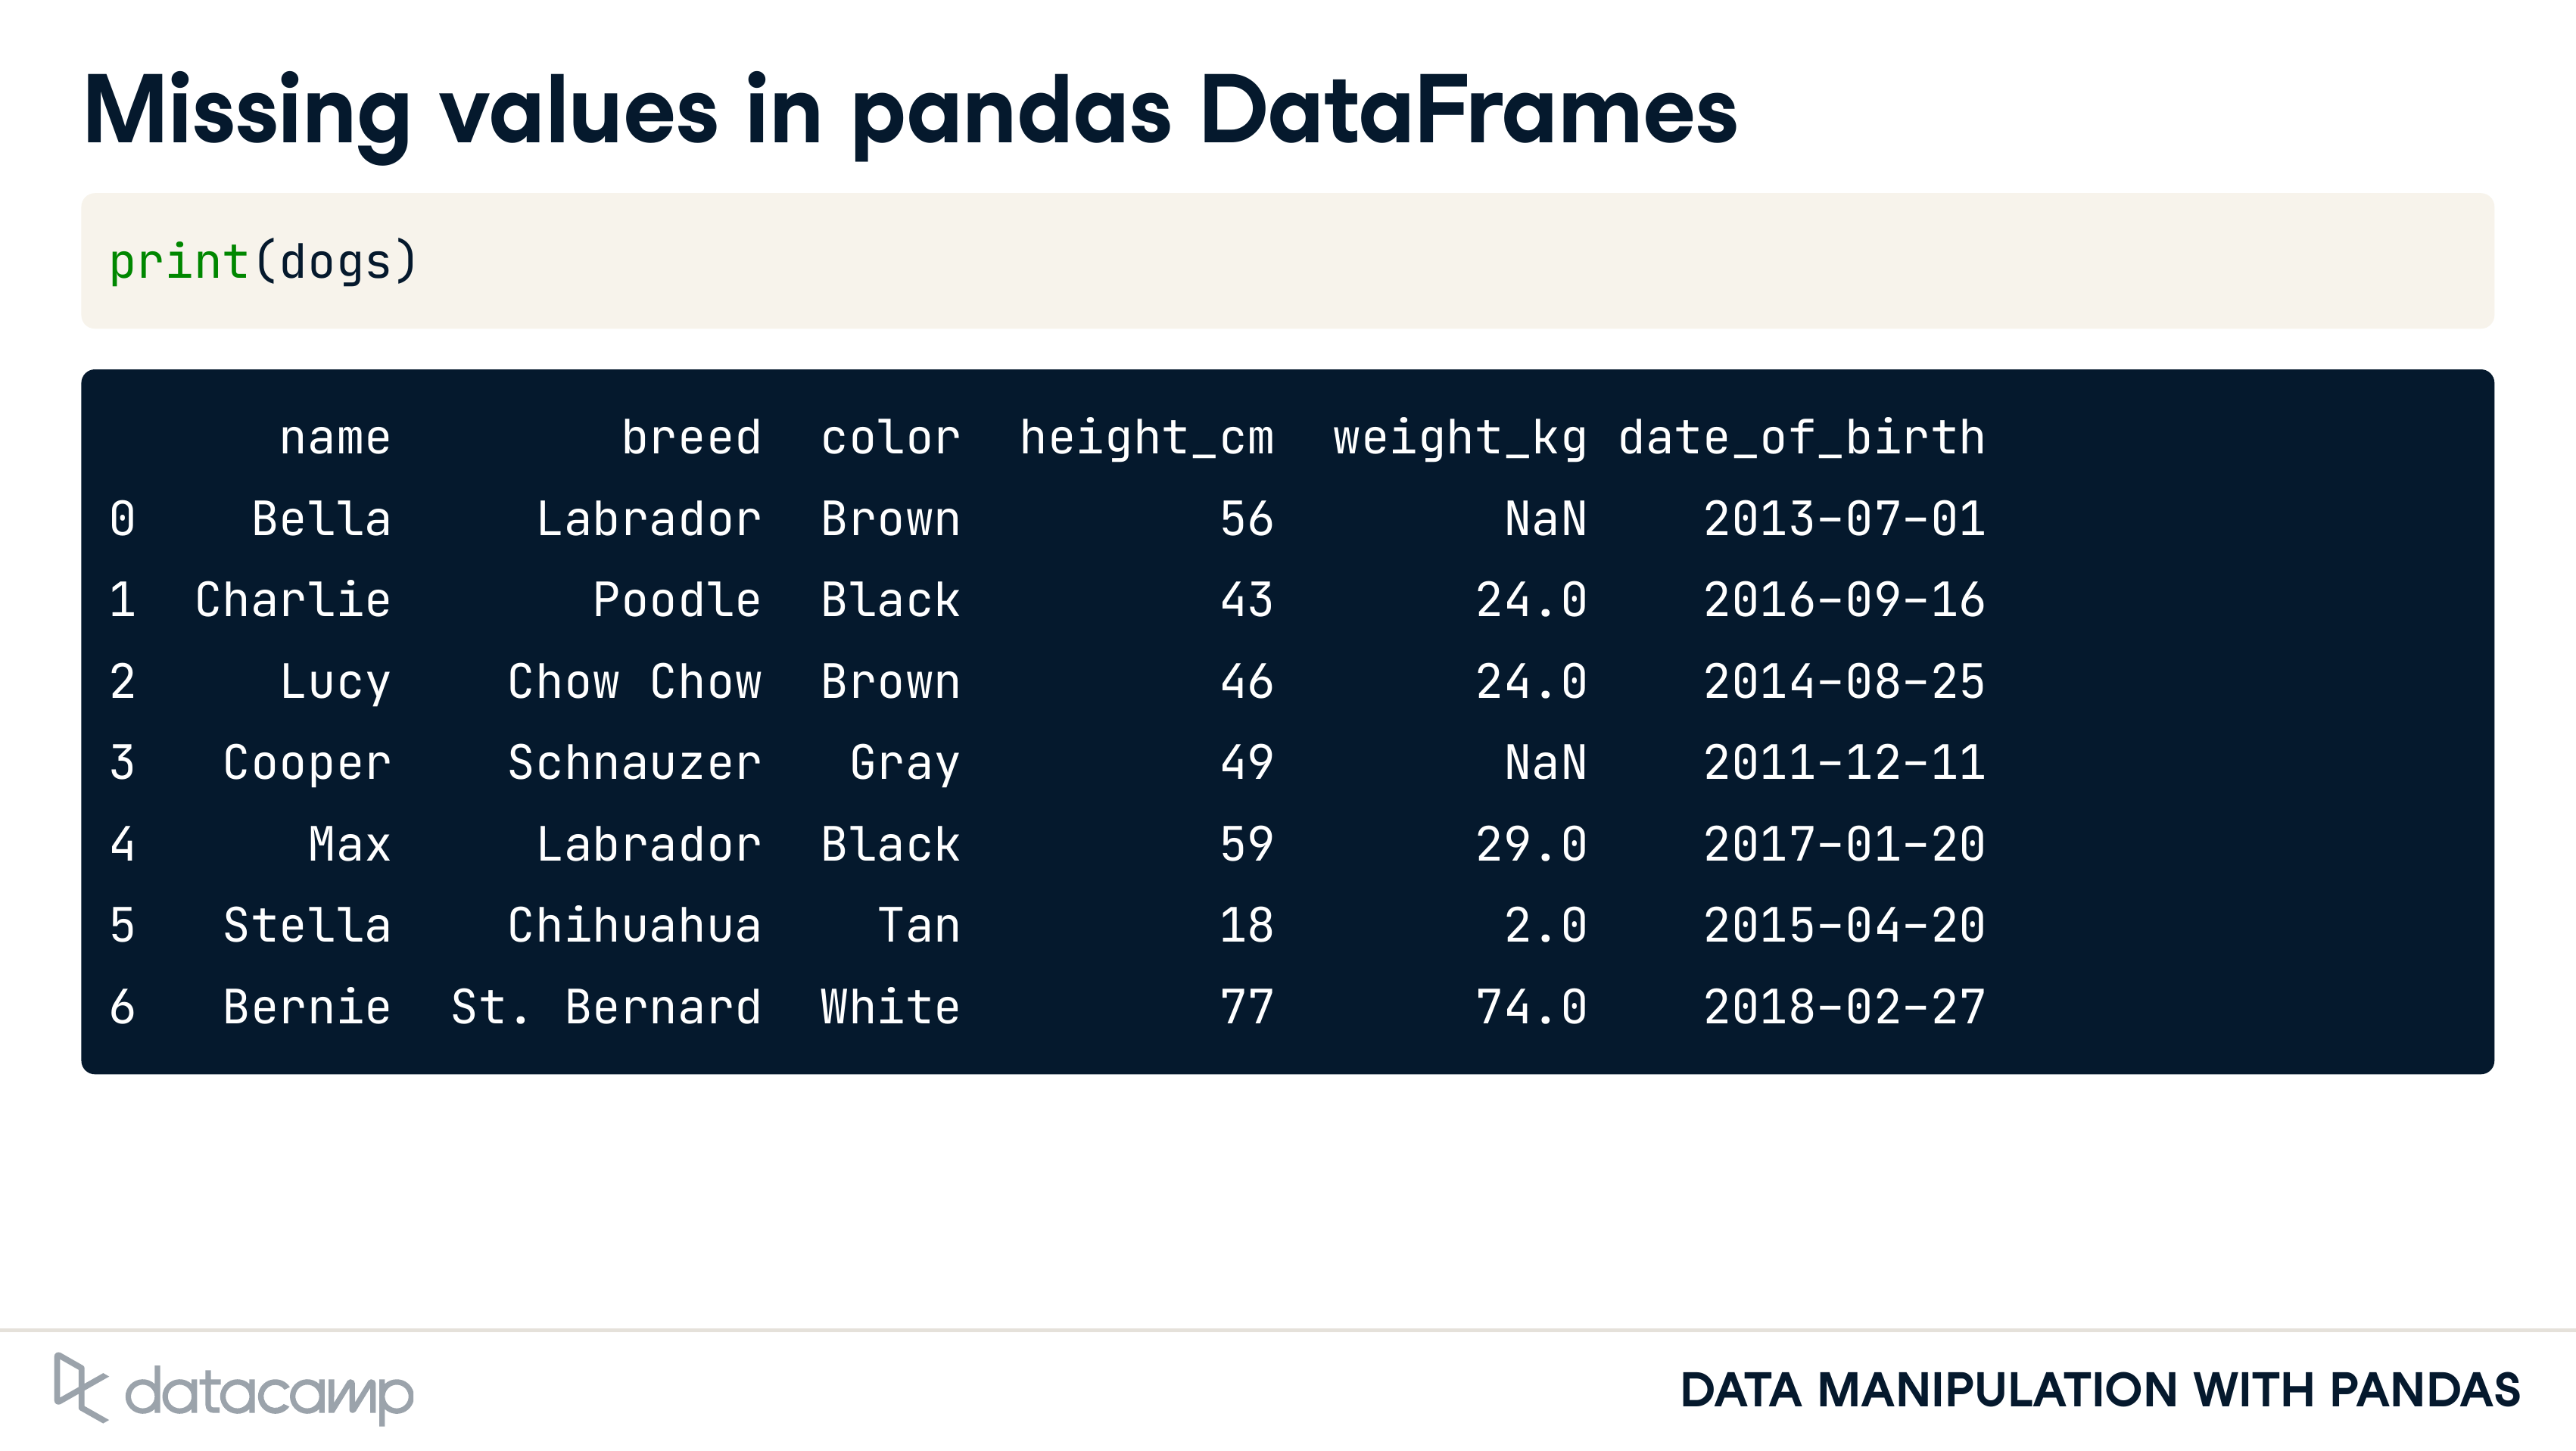 Missing values in pandas DataFrames
print(dogs)
name breed color height_cm weight_kg date_of_birth
0 Bella Labrador Brown 56 NaN 2013-07-01
1 Charlie Poodle Black 43 24.0 2016-09-16
2 Lucy Chow Chow Brown 46 24.0 2014-08-25
3 Cooper Schnauzer Gray 49 NaN 2011-12-11
4 Max Labrador Black 59 29.0 2017-01-20
5 Stella Chihuahua Tan 18 2.0 2015-04-20
6 Bernie St. Bernard White 77 74.0 2018-02-27
datacamp
DATA MANIPULATION WITH PANDAS